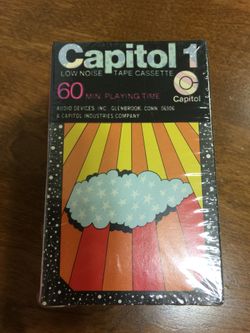 Capitol 1
LOW NOISE TAPE CASSETTE
60 MIN. PLAYING TIME
Capitol
AUDIO DEVICES, INC., GLENBROOK, CONN. 06906
A CAPITOL INDUSTRIES COMPANY